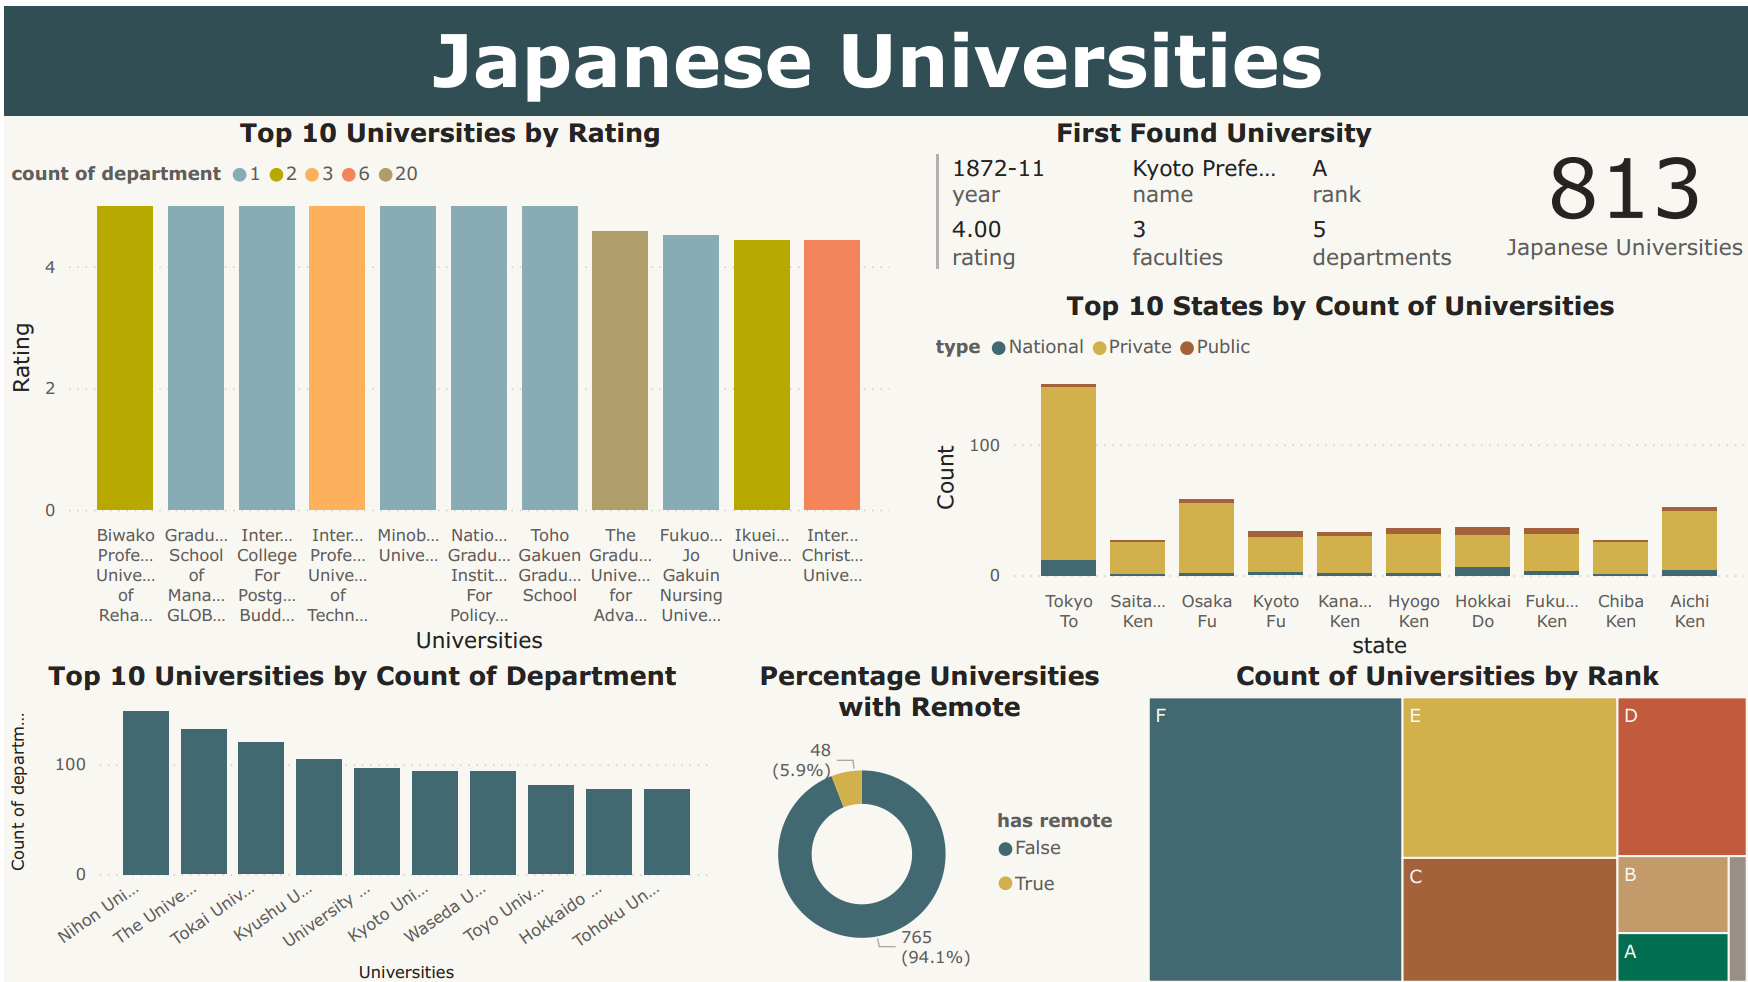 Japanese Universities
Top 10 Universities by Rating
count of department 1 2 3 6 20
Rating
4
2
0
Biwako Profe... Unive... of Reha...
Gradu... School of Mana... GLOB...
Inter... College For Postg... Budd...
Inter... Profe... Unive... of Techn...
Minob... Unive...
Natio... Gradu... Instit... For Policy...
Toho Gakuen Gradu... School
The Gradu... Unive... for Adva...
Fukuo... Jo Gakuin Nursing Unive...
Ikuei... Unive...
Inter... Christ... Unive...
Universities
First Found University
1872-11 Kyoto Prefe... A
year name rank
4.00 3 5
rating faculties departments
813
Japanese Universities
Top 10 States by Count of Universities
type National Private Public
Count
100
0
Tokyo To
Saita... Ken
Osaka Fu
Kyoto Fu
Kana... Ken
Hyogo Ken
Hokkai Do
Fuku... Ken
Chiba Ken
Aichi Ken
state
Top 10 Universities by Count of Department
Count of departm...
100
0
Nihon Uni...
The Unive...
Tokai Univ...
Kyushu U...
University ...
Kyoto Uni...
Waseda U...
Toyo Univ...
Hokkaido ...
Tohoku Un...
Universities
Percentage Universities
with Remote
48
(5.9%)
765
(94.1%)
has remote
False
True
Count of Universities by Rank
F
E
D
C
B
A